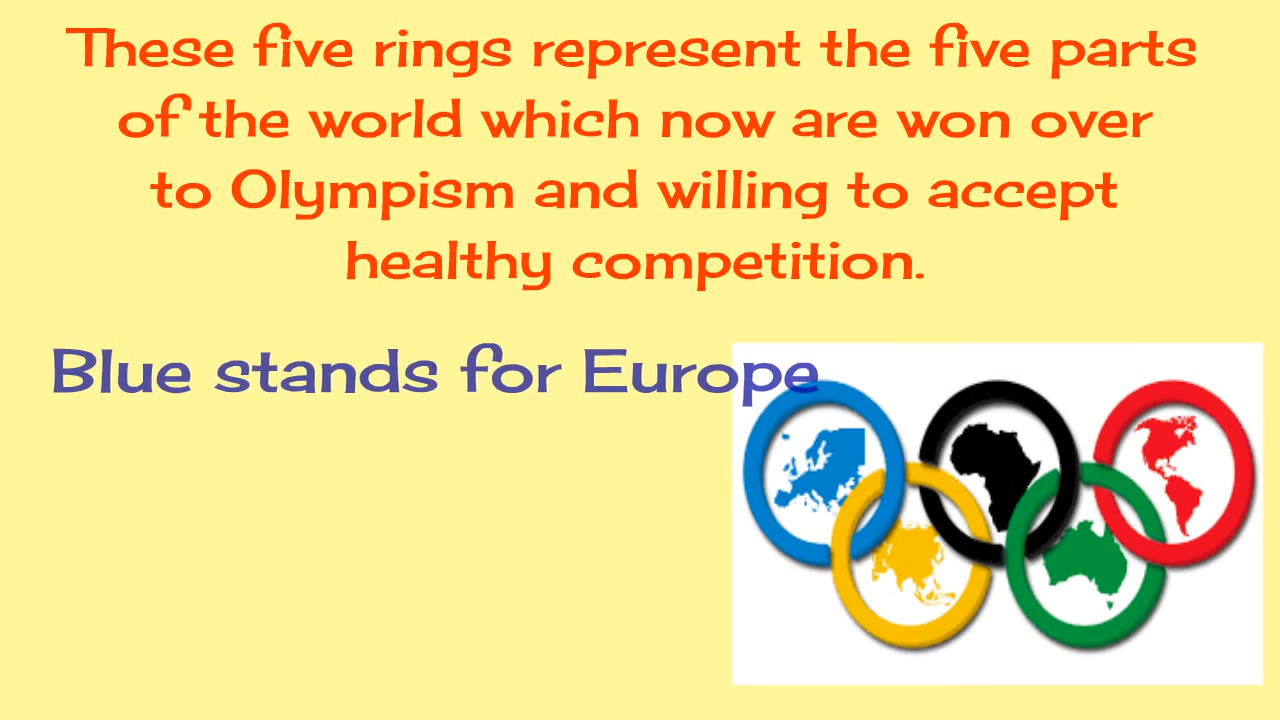 These five rings represent the five parts
of the world which now are won over
to Olympism and willing to accept
healthy competition.
Blue stands for Europe